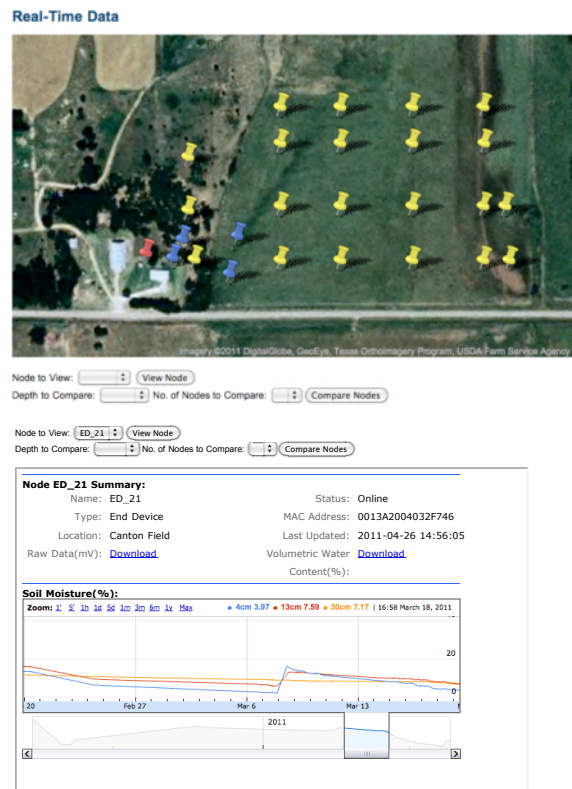 Real-Time Data
Imagery ©2011 DigitalGlobe, GeoEye, Texas Orthoimagery Program, USDA Farm Service Agency
Node to View: View Node
Depth to Compare: No. of Nodes to Compare: Compare Nodes
Node to View: ED_21 View Node
Depth to Compare: No. of Nodes to Compare: Compare Nodes
Node ED_21 Summary:
Name: ED_21 Status: Online
Type: End Device MAC Address: 0013A2004032F746
Location: Canton Field Last Updated: 2011-04-26 14:56:05
Raw Data(mV): Download Volumetric Water Download
Content(%):
Soil Moisture(%):
Zoom: 1' 5' 1h 1d 5d 1m 3m 6m 1y Max 4cm 3.97 13cm 7.59 30cm 7.17 | 16:58 March 18, 2011
20
0
20 Feb 27 Mar 6 Mar 13
2011